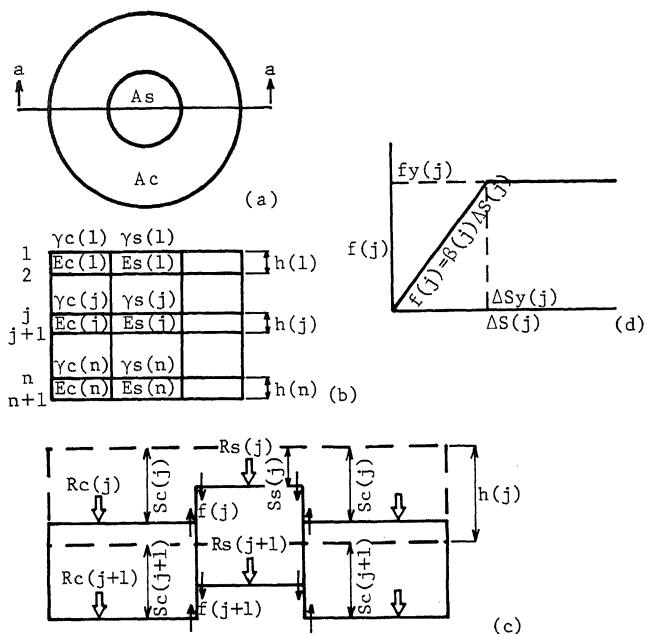 a a
As
Ac
(a)
γc(1) γs(1)
1 Ec(1) Es(1) h(1)
2
γc(j) γs(j)
j Ec(j) Es(j) h(j)
j+1
γc(n) γs(n)
n Ec(n) Es(n) h(n)
n+1
(b)
fy(j)
f(j)
f(j)=β(j)ΔS(j)
ΔSy(j)
ΔS(j)
(d)
Rs(j)
Rc(j) Sc(j) Ss(j) Sc(j) h(j)
f(j)
Rs(j+1)
Rc(j+1) Sc(j+1) Sc(j+1)
f(j+1)
(c)